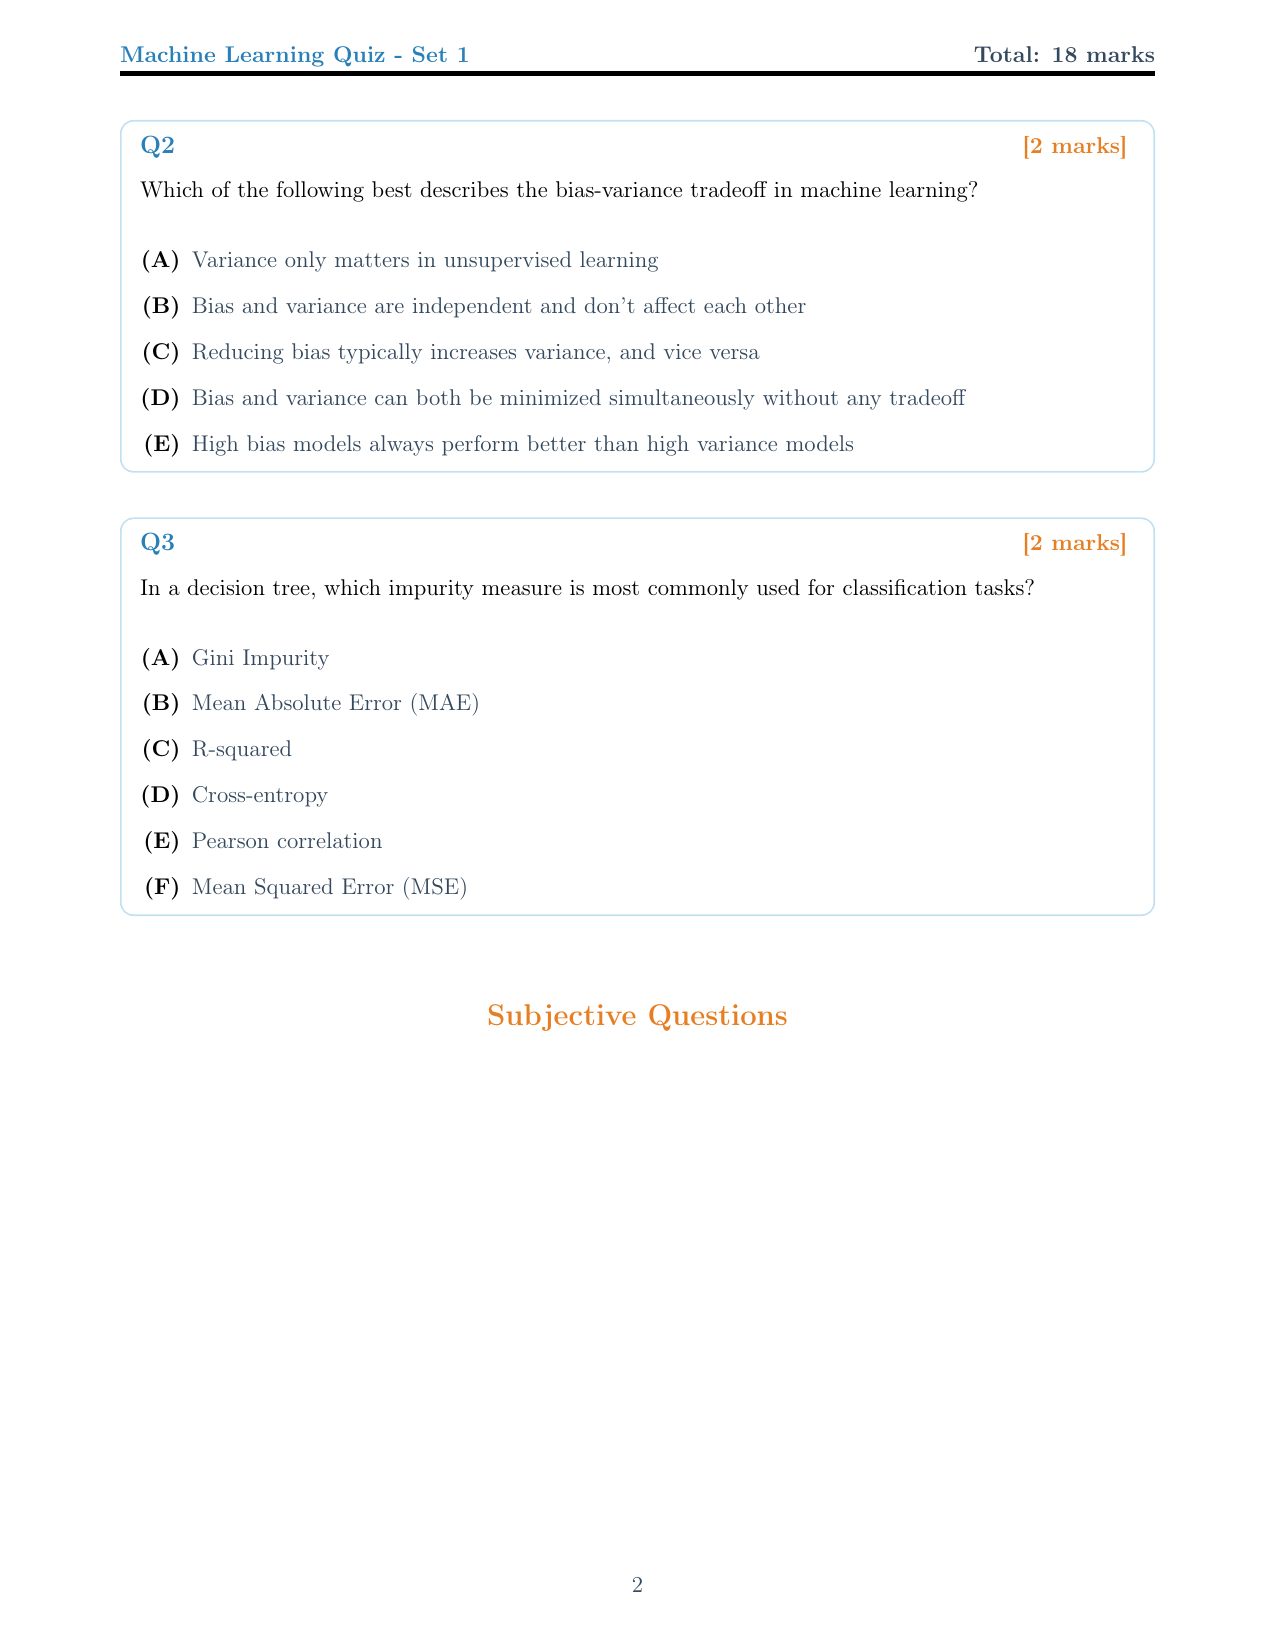 Machine Learning Quiz - Set 1 Total: 18 marks
Q2 [2 marks]
Which of the following best describes the bias-variance tradeoff in machine learning?
(A) Variance only matters in unsupervised learning
(B) Bias and variance are independent and don't affect each other
(C) Reducing bias typically increases variance, and vice versa
(D) Bias and variance can both be minimized simultaneously without any tradeoff
(E) High bias models always perform better than high variance models
Q3 [2 marks]
In a decision tree, which impurity measure is most commonly used for classification tasks?
(A) Gini Impurity
(B) Mean Absolute Error (MAE)
(C) R-squared
(D) Cross-entropy
(E) Pearson correlation
(F) Mean Squared Error (MSE)
Subjective Questions
2